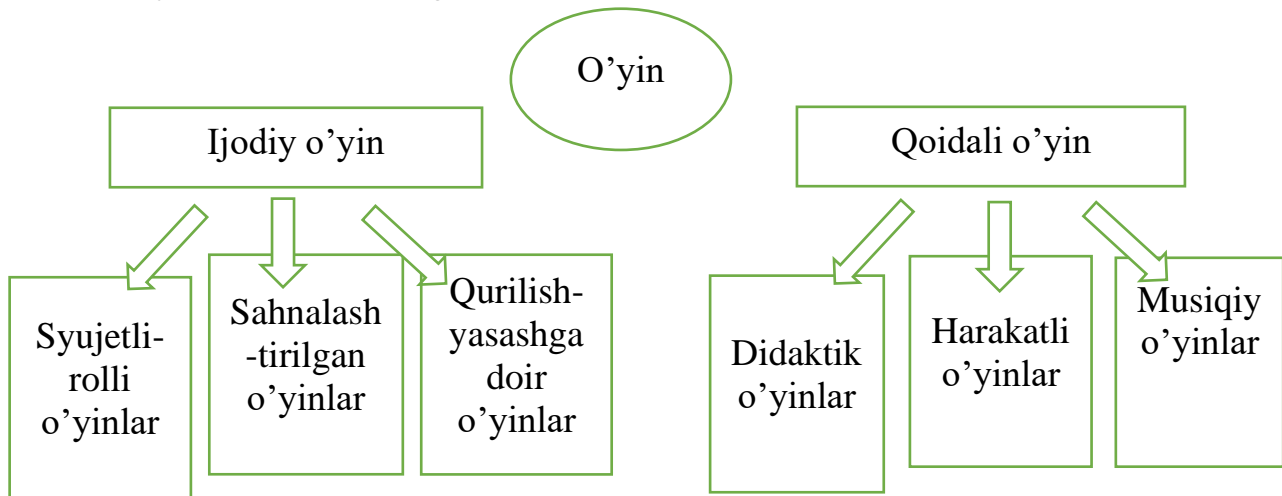 O’yin
Ijodiy o’yin
Qoidali o’yin
Syujetli-
rolli
o’yinlar
Sahnalash
-tirilgan
o’yinlar
Qurilish-
yasashga
doir
o’yinlar
Didaktik
o’yinlar
Harakatli
o’yinlar
Musiqiy
o’yinlar